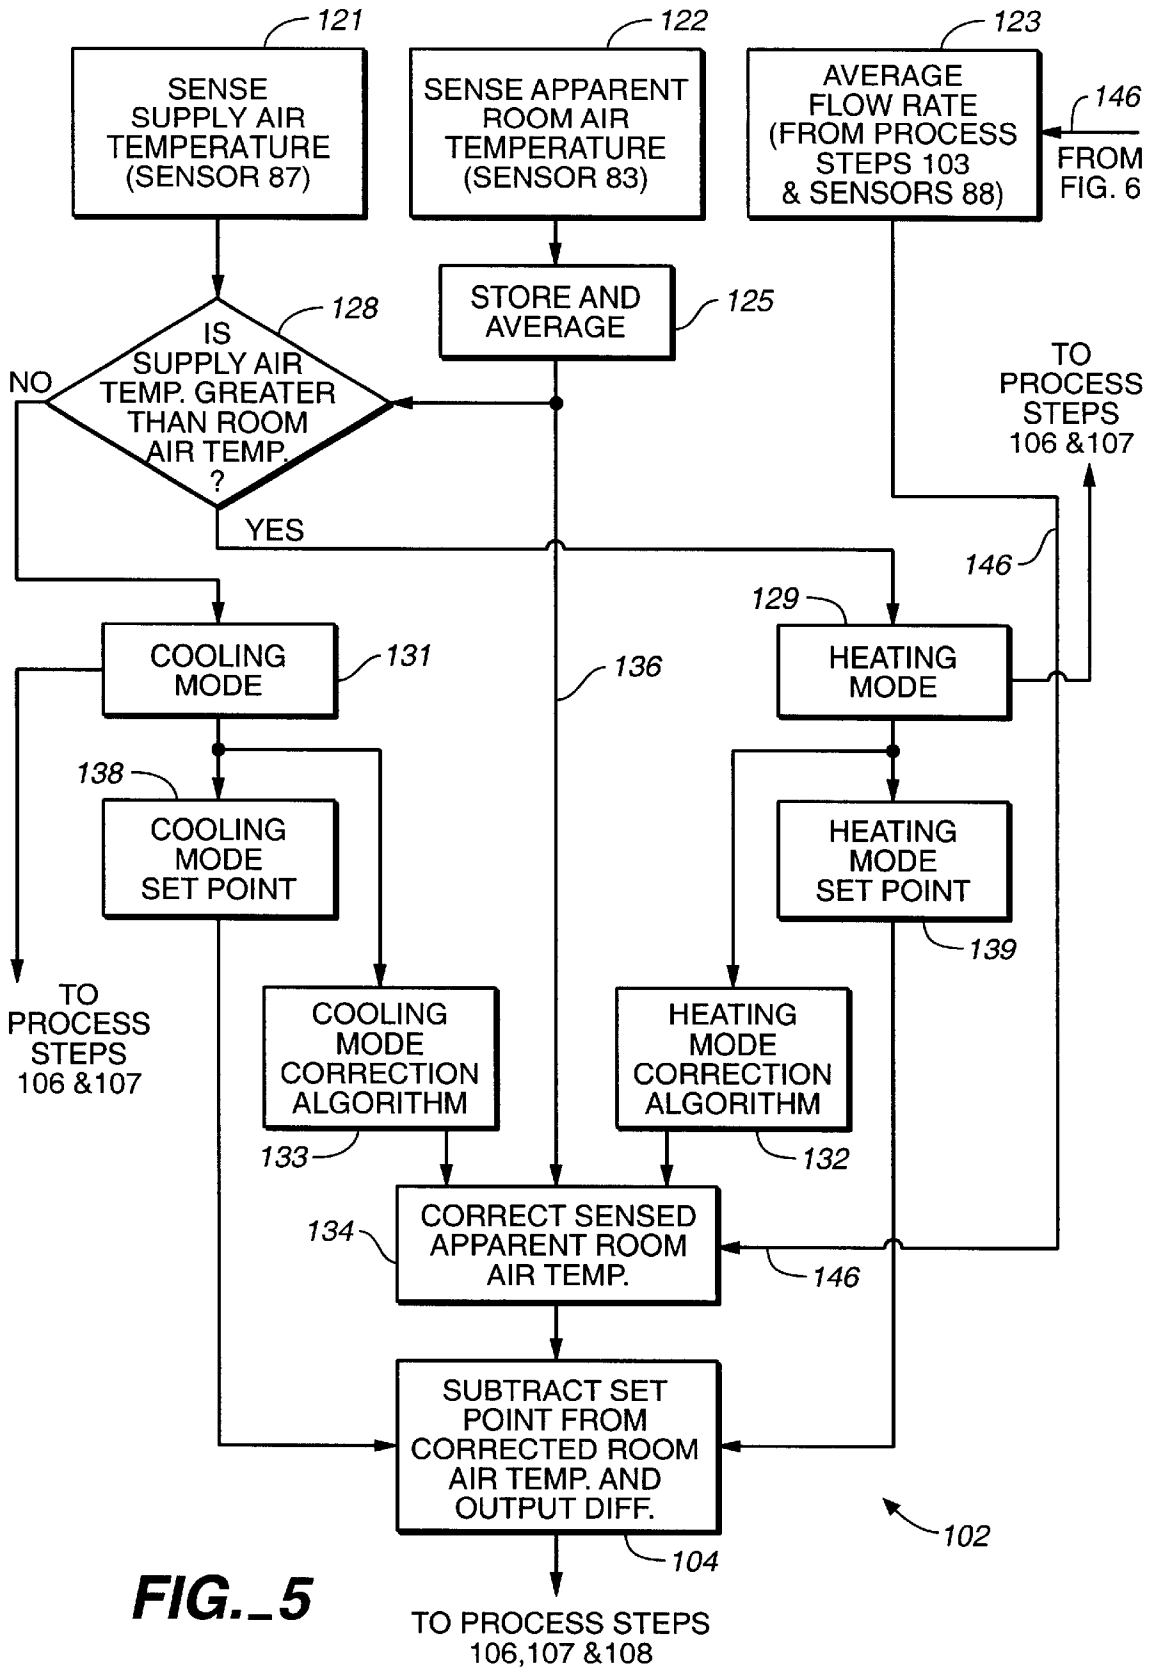 121
122
123
SENSE
SUPPLY AIR
TEMPERATURE
(SENSOR 87)
SENSE APPARENT
ROOM AIR
TEMPERATURE
(SENSOR 83)
AVERAGE
FLOW RATE
(FROM PROCESS
STEPS 103
& SENSORS 88)
146
FROM
FIG. 6
STORE AND
AVERAGE
125
128
IS
SUPPLY AIR
TEMP. GREATER
THAN ROOM
AIR TEMP.
?
NO
YES
TO
PROCESS
STEPS
106 &107
146
129
COOLING
MODE
131
136
HEATING
MODE
138
COOLING
MODE
SET POINT
HEATING
MODE
SET POINT
139
TO
PROCESS
STEPS
106 &107
COOLING
MODE
CORRECTION
ALGORITHM
133
HEATING
MODE
CORRECTION
ALGORITHM
132
134
CORRECT SENSED
APPARENT ROOM
AIR TEMP.
146
SUBTRACT SET
POINT FROM
CORRECTED ROOM
AIR TEMP. AND
OUTPUT DIFF.
104
102
FIG._5
TO PROCESS STEPS
106,107 &108